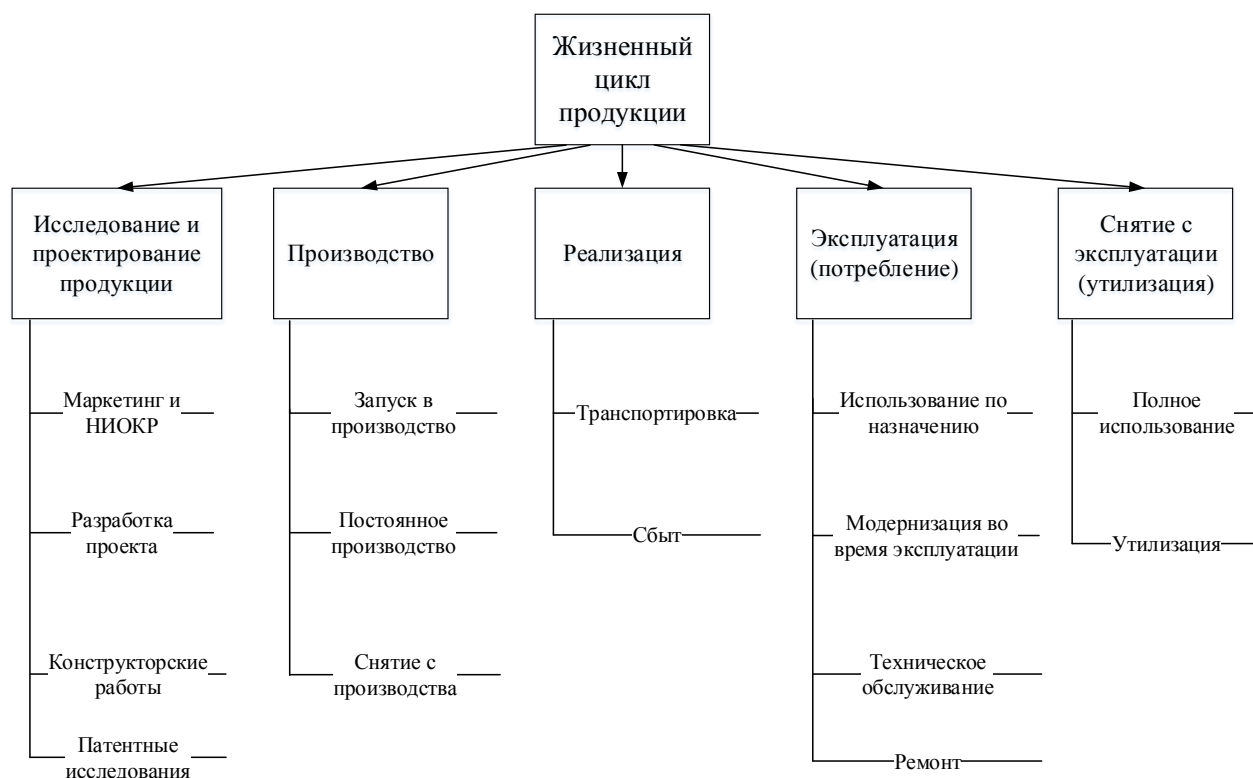 Жизненный
цикл
продукции
Исследование и
проектирование
продукции
Маркетинг и
НИОКР
Разработка
проекта
Конструкторские
работы
Патентные
исследования
Производство
Запуск в
производство
Постоянное
производство
Снятие с
производства
Реализация
Транспортировка
Сбыт
Эксплуатация
(потребление)
Использование по
назначению
Модернизация во
время эксплуатации
Техническое
обслуживание
Ремонт
Снятие с
эксплуатации
(утилизация)
Полное
использование
Утилизация